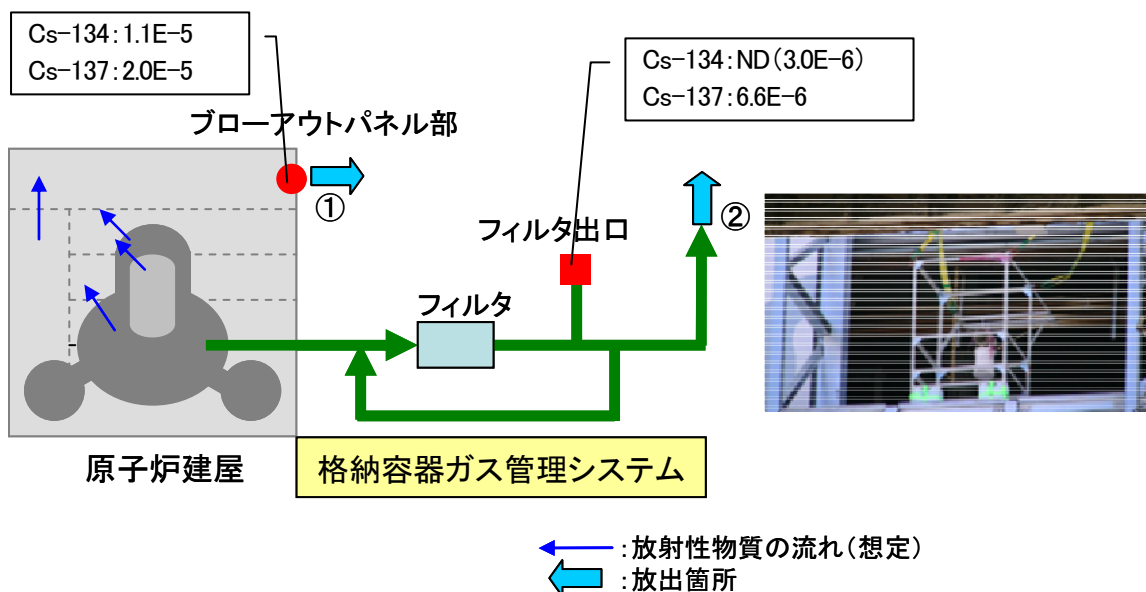 Cs-134:1.1E-5
Cs-137:2.0E-5
Cs-134:ND(3.0E-6)
Cs-137:6.6E-6
ブローアウトパネル部
①
②
フィルタ出口
フィルタ
原子炉建屋
格納容器ガス管理システム
:放射性物質の流れ(想定)
:放出箇所